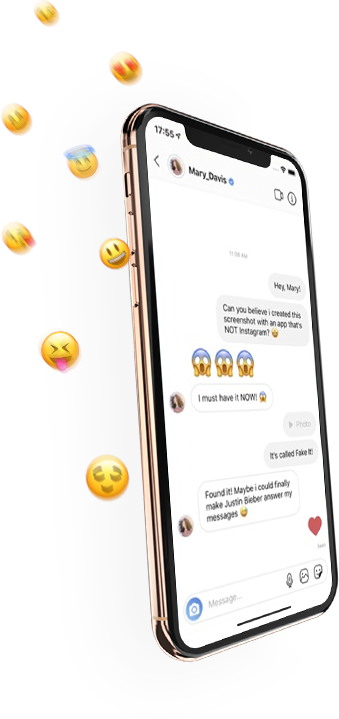 17:55
Mary_Davis
11:56 AM
Hey, Mary!
Can you believe i created this
screenshot with an app that's
NOT Instagram? 🤩
😱😱😱
I must have it NOW! 😱
Photo
It's called Fake It!
Found it! Maybe i could finally
make Justin Bieber answer my
messages 😅
Seen
Message...